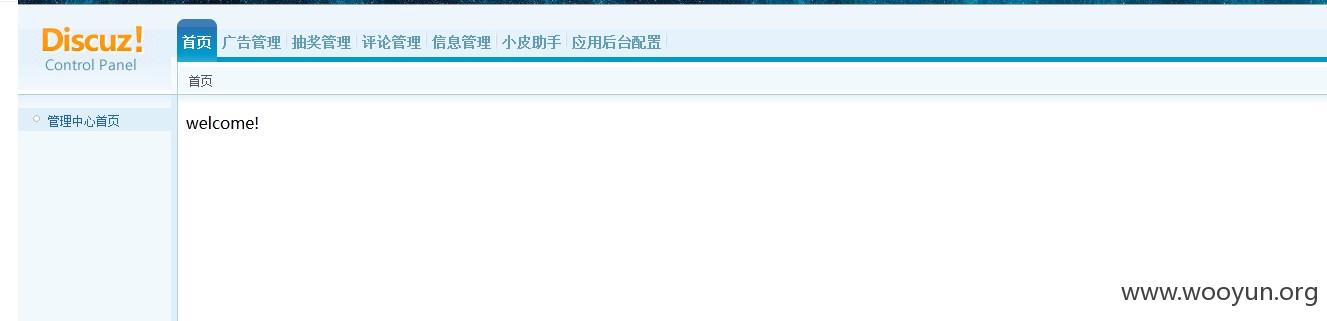 Discuz!
Control Panel
首页 广告管理 抽奖管理 评论管理 信息管理 小皮助手 应用后台配置
首页
管理中心首页
welcome!
www.wooyun.org